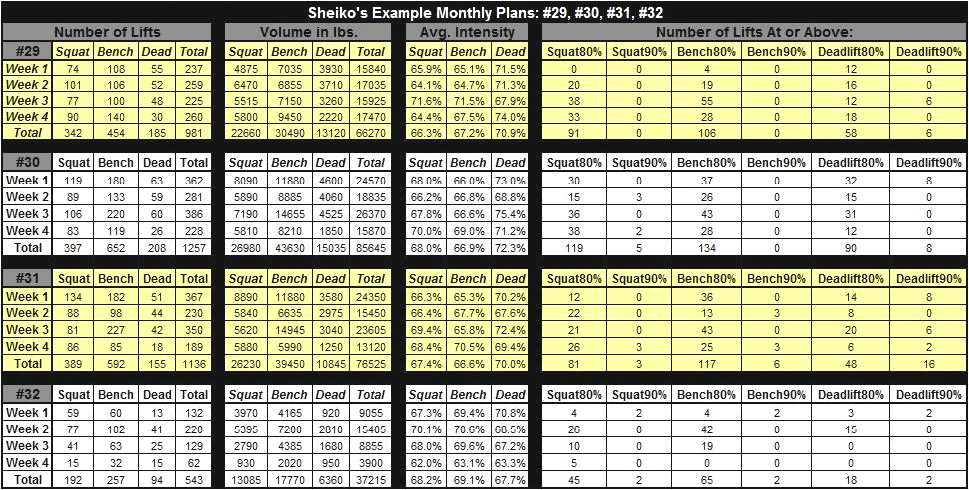 Sheiko's Example Monthly Plans: #29, #30, #31, #32
Number of Lifts Volume in lbs. Avg. Intensity Number of Lifts At or Above:
#29 Squat Bench Dead Total Squat Bench Dead Total Squat Bench Dead Squat80% Squat90% Bench80% Bench90% Deadlift80% Deadlift90%
Week 1 74 108 55 237 4875 7035 3930 15840 65.9% 65.1% 71.5% 0 0 4 0 12 0
Week 2 101 106 52 259 6470 6855 3710 17035 64.1% 64.7% 71.3% 20 0 19 0 16 0
Week 3 77 100 48 225 5515 7150 3260 15925 71.6% 71.5% 67.9% 38 0 55 0 12 6
Week 4 90 140 30 260 5800 9450 2220 17470 64.4% 67.5% 74.0% 33 0 28 0 18 0
Total 342 454 185 981 22660 30490 13120 66270 66.3% 67.2% 70.9% 91 0 106 0 58 6
#30 Squat Bench Dead Total Squat Bench Dead Total Squat Bench Dead Squat80% Squat90% Bench80% Bench90% Deadlift80% Deadlift90%
Week 1 119 180 63 362 8090 11880 4600 24570 68.0% 66.0% 73.0% 30 0 37 0 32 8
Week 2 89 133 59 281 5890 8885 4060 18835 66.2% 66.8% 68.8% 15 3 26 0 15 0
Week 3 106 220 60 386 7190 14655 4525 26370 67.8% 66.6% 75.4% 36 0 43 0 31 0
Week 4 83 119 26 228 5810 8210 1850 15870 70.0% 69.0% 71.2% 38 2 28 0 12 0
Total 397 652 208 1257 26980 43630 15035 85645 68.0% 66.9% 72.3% 119 5 134 0 90 8
#31 Squat Bench Dead Total Squat Bench Dead Total Squat Bench Dead Squat80% Squat90% Bench80% Bench90% Deadlift80% Deadlift90%
Week 1 134 182 51 367 8890 11880 3580 24350 66.3% 65.3% 70.2% 12 0 36 0 14 8
Week 2 88 98 44 230 5840 6635 2975 15450 66.4% 67.7% 67.6% 22 0 13 3 8 0
Week 3 81 227 42 350 5620 14945 3040 23605 69.4% 65.8% 72.4% 21 0 43 0 20 6
Week 4 86 85 18 189 5880 5990 1250 13120 68.4% 70.5% 69.4% 26 3 25 3 6 2
Total 389 592 155 1136 26230 39450 10845 76525 67.4% 66.6% 70.0% 81 3 117 6 48 16
#32 Squat Bench Dead Total Squat Bench Dead Total Squat Bench Dead Squat80% Squat90% Bench80% Bench90% Deadlift80% Deadlift90%
Week 1 59 60 13 132 3970 4165 920 9055 67.3% 69.4% 70.8% 4 2 4 2 3 2
Week 2 77 102 41 220 5395 7200 2810 15405 70.1% 70.6% 68.5% 26 0 42 0 15 0
Week 3 41 63 25 129 2790 4385 1680 8855 68.0% 69.6% 67.2% 10 0 19 0 0 0
Week 4 15 32 15 62 930 2020 950 3900 62.0% 63.1% 63.3% 5 0 0 0 0 0
Total 192 257 94 543 13085 17770 6360 37215 68.2% 69.1% 67.7% 45 2 65 2 18 2